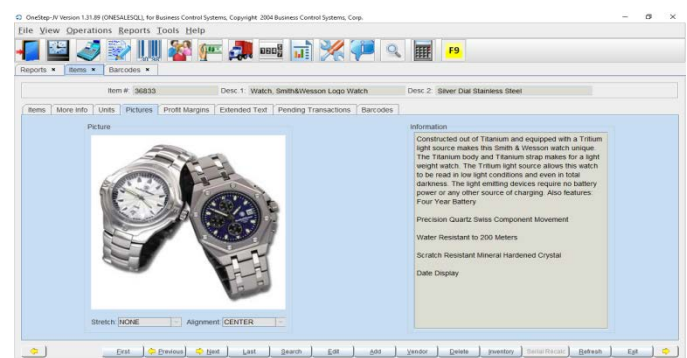 OneStep-JV Version 1.31.89 (ONESALESQL), for Business Control Systems, Copyright 2004 Business Control Systems, Corp.
File View Operations Reports Tools Help
F9
Reports × Items × Barcodes ×
Item #: 36833 Desc.1: Watch, Smith&Wesson Logo Watch Desc 2: Silver Dial Stainless Steel
Items More Info Units Pictures Profit Margins Extended Text Pending Transactions Barcodes
Picture
Information
Constructed out of Titanium and equipped with a Tritium
light source makes this Smith & Wesson watch unique.
The Titanium body and Titanium strap makes for a light
weight watch. The Tritium light source allows this watch
to be read in low light conditions and even in total
darkness. The light emitting devices require no battery
power or any other source of charging. Also features:
Four Year Battery
Precision Quartz Swiss Component Movement
Water Resistant to 200 Meters
Scratch Resistant Mineral Hardened Crystal
Date Display
Stretch: NONE Alignment: CENTER
First Previous Next Last Search Edit Add Vendor Delete Inventory Serial Recalc Refresh Exit